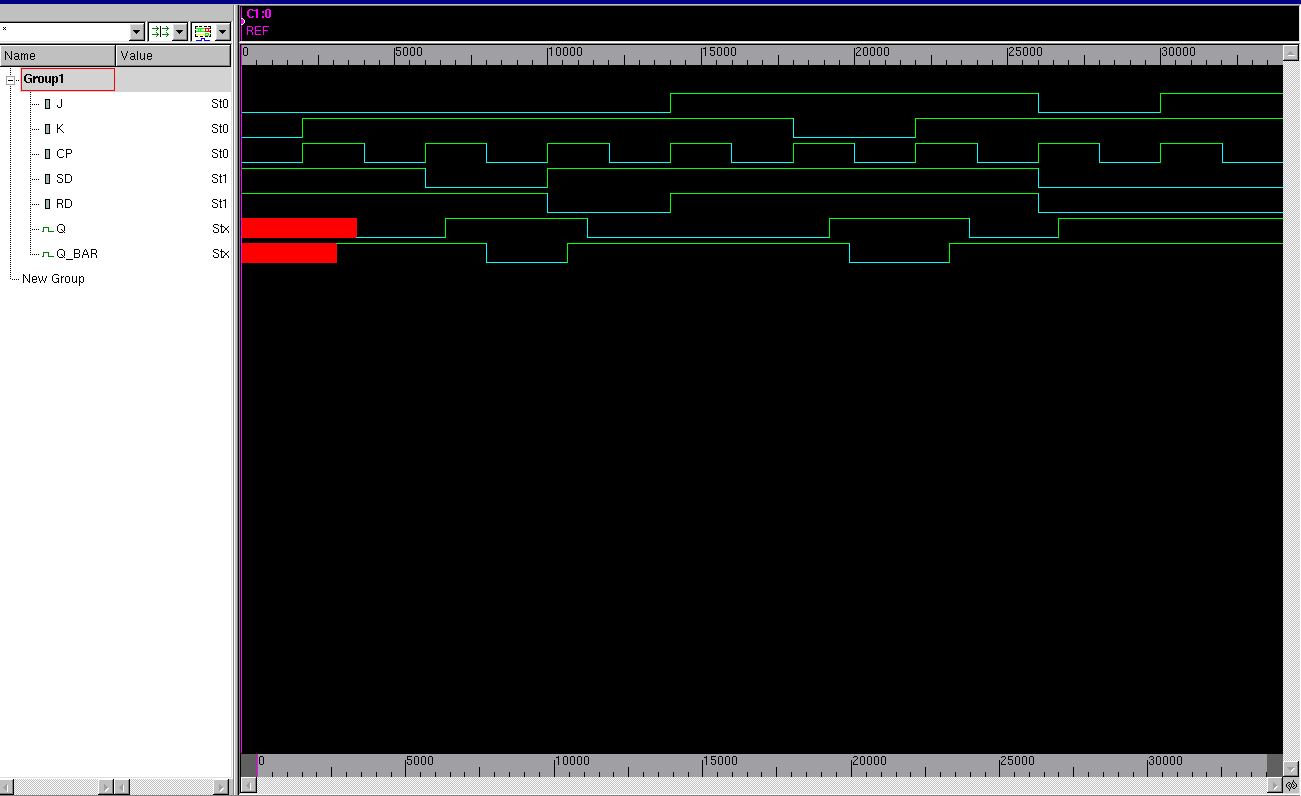 C1:0
*
REF
Name Value
0 5000 10000 15000 20000 25000 30000
Group1
J St0
K St0
CP St0
SD St1
RD St1
Q Stx
Q_BAR Stx
New Group
0 5000 10000 15000 20000 25000 30000